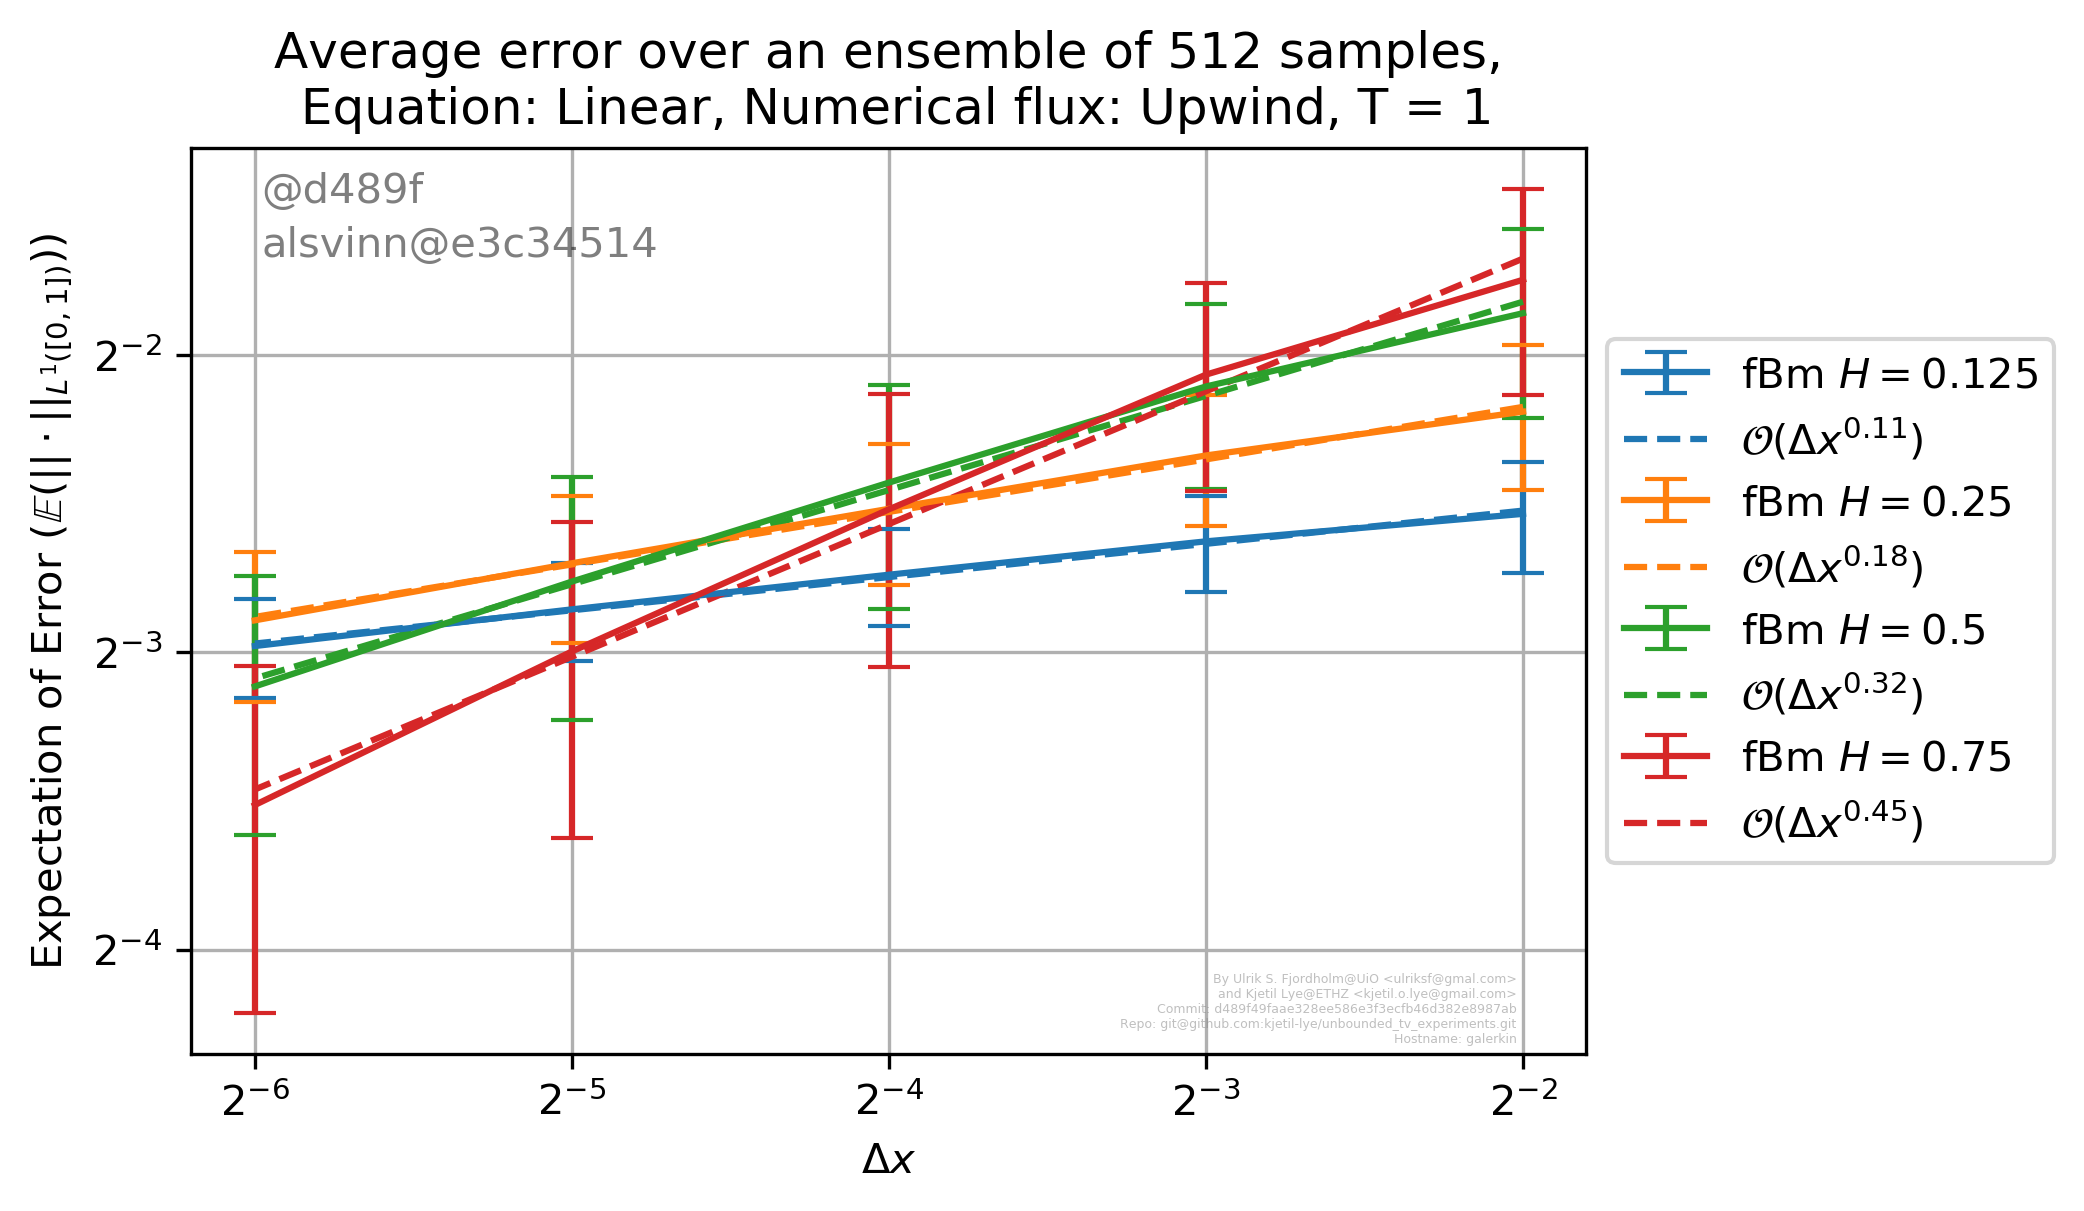 Average error over an ensemble of 512 samples,
Equation: Linear, Numerical flux: Upwind, T = 1
@d489f
alsvinn@e3c34514
Expectation of Error (𝔼(||·||_{L^1([0,1])}))
2^{-2}
2^{-3}
2^{-4}
2^{-6} 2^{-5} 2^{-4} 2^{-3} 2^{-2}
Δx
fBm H = 0.125
𝒪(Δx^{0.11})
fBm H = 0.25
𝒪(Δx^{0.18})
fBm H = 0.5
𝒪(Δx^{0.32})
fBm H = 0.75
𝒪(Δx^{0.45})
By Ulrik S. Fjordholm@UiO <ulriksf@gmal.com>
and Kjetil Lye@ETHZ <kjetil.o.lye@gmail.com>
Commit: d489f49faae328ee586e3f3ecfb46d382e8987ab
Repo: git@github.com:kjetil-lye/unbounded_tv_experiments.git
Hostname: galerkin